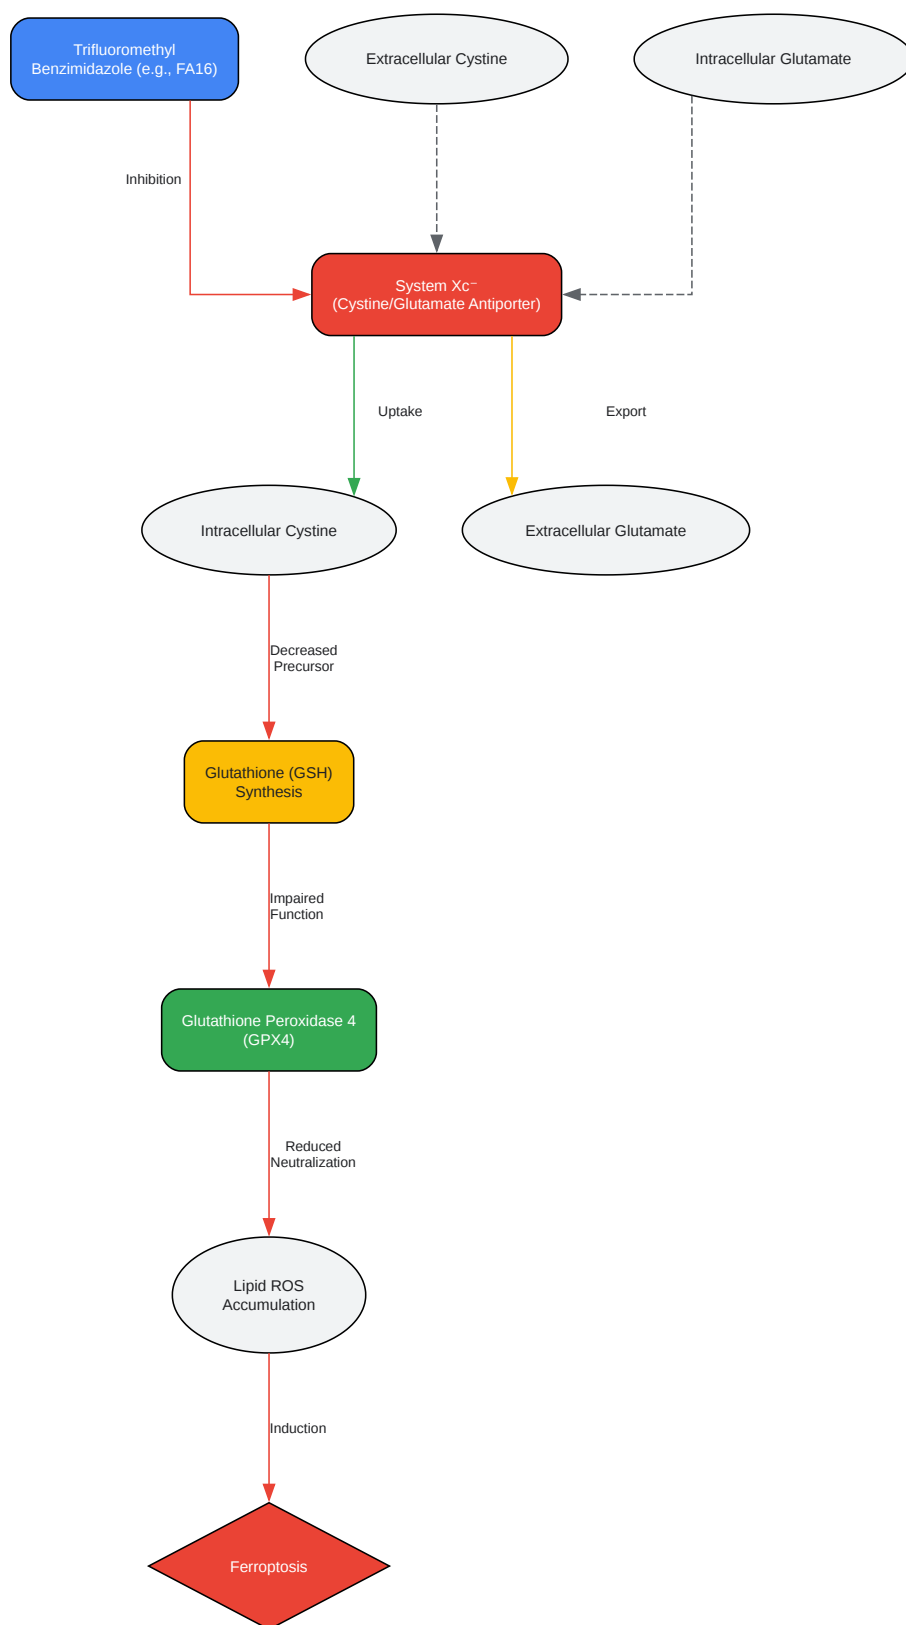 Trifluoromethyl
Benzimidazole (e.g., FA16)
Extracellular Cystine
Intracellular Glutamate
Inhibition
System Xc⁻
(Cystine/Glutamate Antiporter)
Uptake
Export
Intracellular Cystine
Extracellular Glutamate
Decreased
Precursor
Glutathione (GSH)
Synthesis
Impaired
Function
Glutathione Peroxidase 4
(GPX4)
Reduced
Neutralization
Lipid ROS
Accumulation
Induction
Ferroptosis